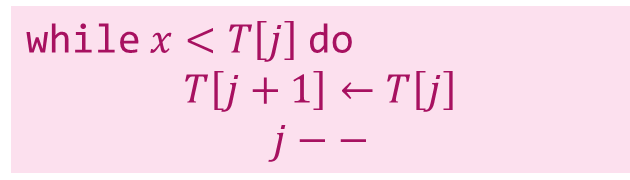 while x < T[j] do
T[j + 1] ← T[j]
j − −